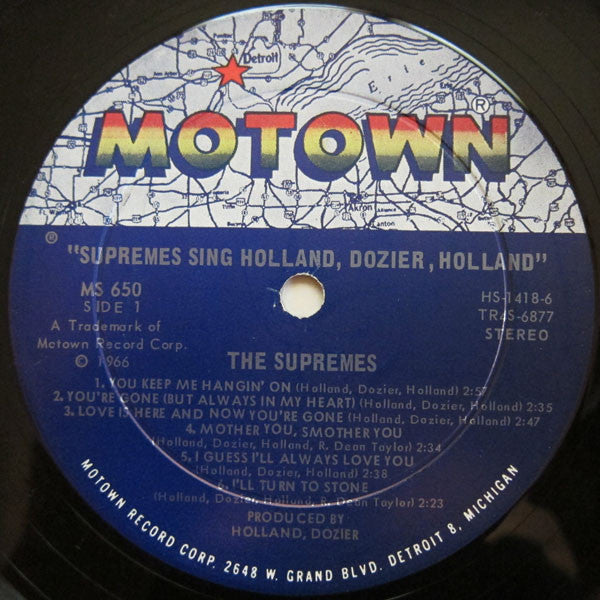 Detroit
Erie
MOTOWN®
Akron
Canton
® "SUPREMES SING HOLLAND, DOZIER, HOLLAND"
MS 650
SIDE 1
A Trademark of
Motown Record Corp.
© 1966
HS-1418-6
TR4S-6877
STEREO
THE SUPREMES
1. YOU KEEP ME HANGIN' ON (Holland, Dozier, Holland) 2:57
2. YOU'RE GONE (BUT ALWAYS IN MY HEART) (Holland, Dozier, Holland) 2:35
3. LOVE IS HERE AND NOW YOU'RE GONE (Holland, Dozier, Holland) 2:47
4. MOTHER YOU, SMOTHER YOU
(Holland, Dozier, Holland, R. Dean Taylor) 2:34
5. I GUESS I'LL ALWAYS LOVE YOU
(Holland, Dozier, Holland) 2:38
6. I'LL TURN TO STONE
(Holland, Dozier, Holland, R. Dean Taylor) 2:23
PRODUCED BY
HOLLAND, DOZIER
MOTOWN RECORD CORP. 2648 W. GRAND BLVD. DETROIT 8, MICHIGAN